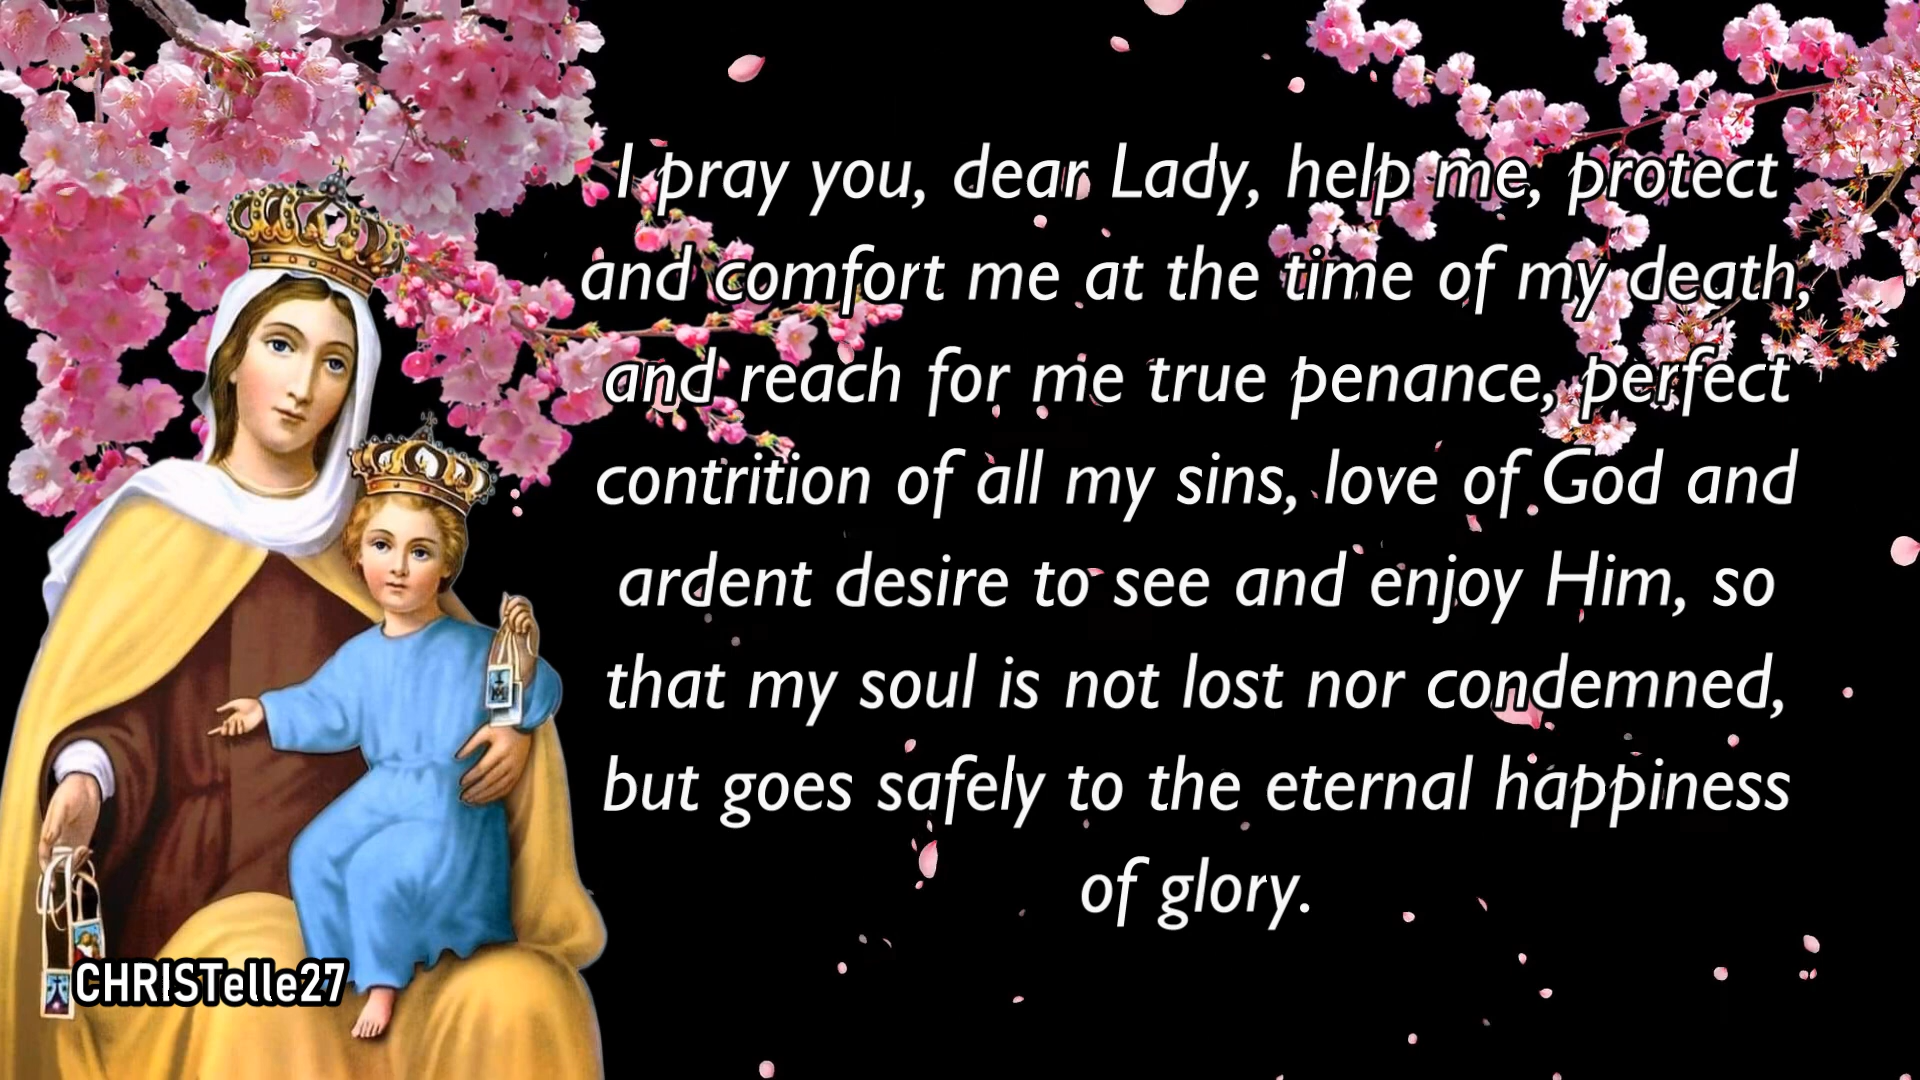 I pray you, dear Lady, help me, protect
and comfort me at the time of my death,
and reach for me true penance, perfect
contrition of all my sins, love of God and
ardent desire to see and enjoy Him, so
that my soul is not lost nor condemned,
but goes safely to the eternal happiness
of glory.
CHRISTelle27